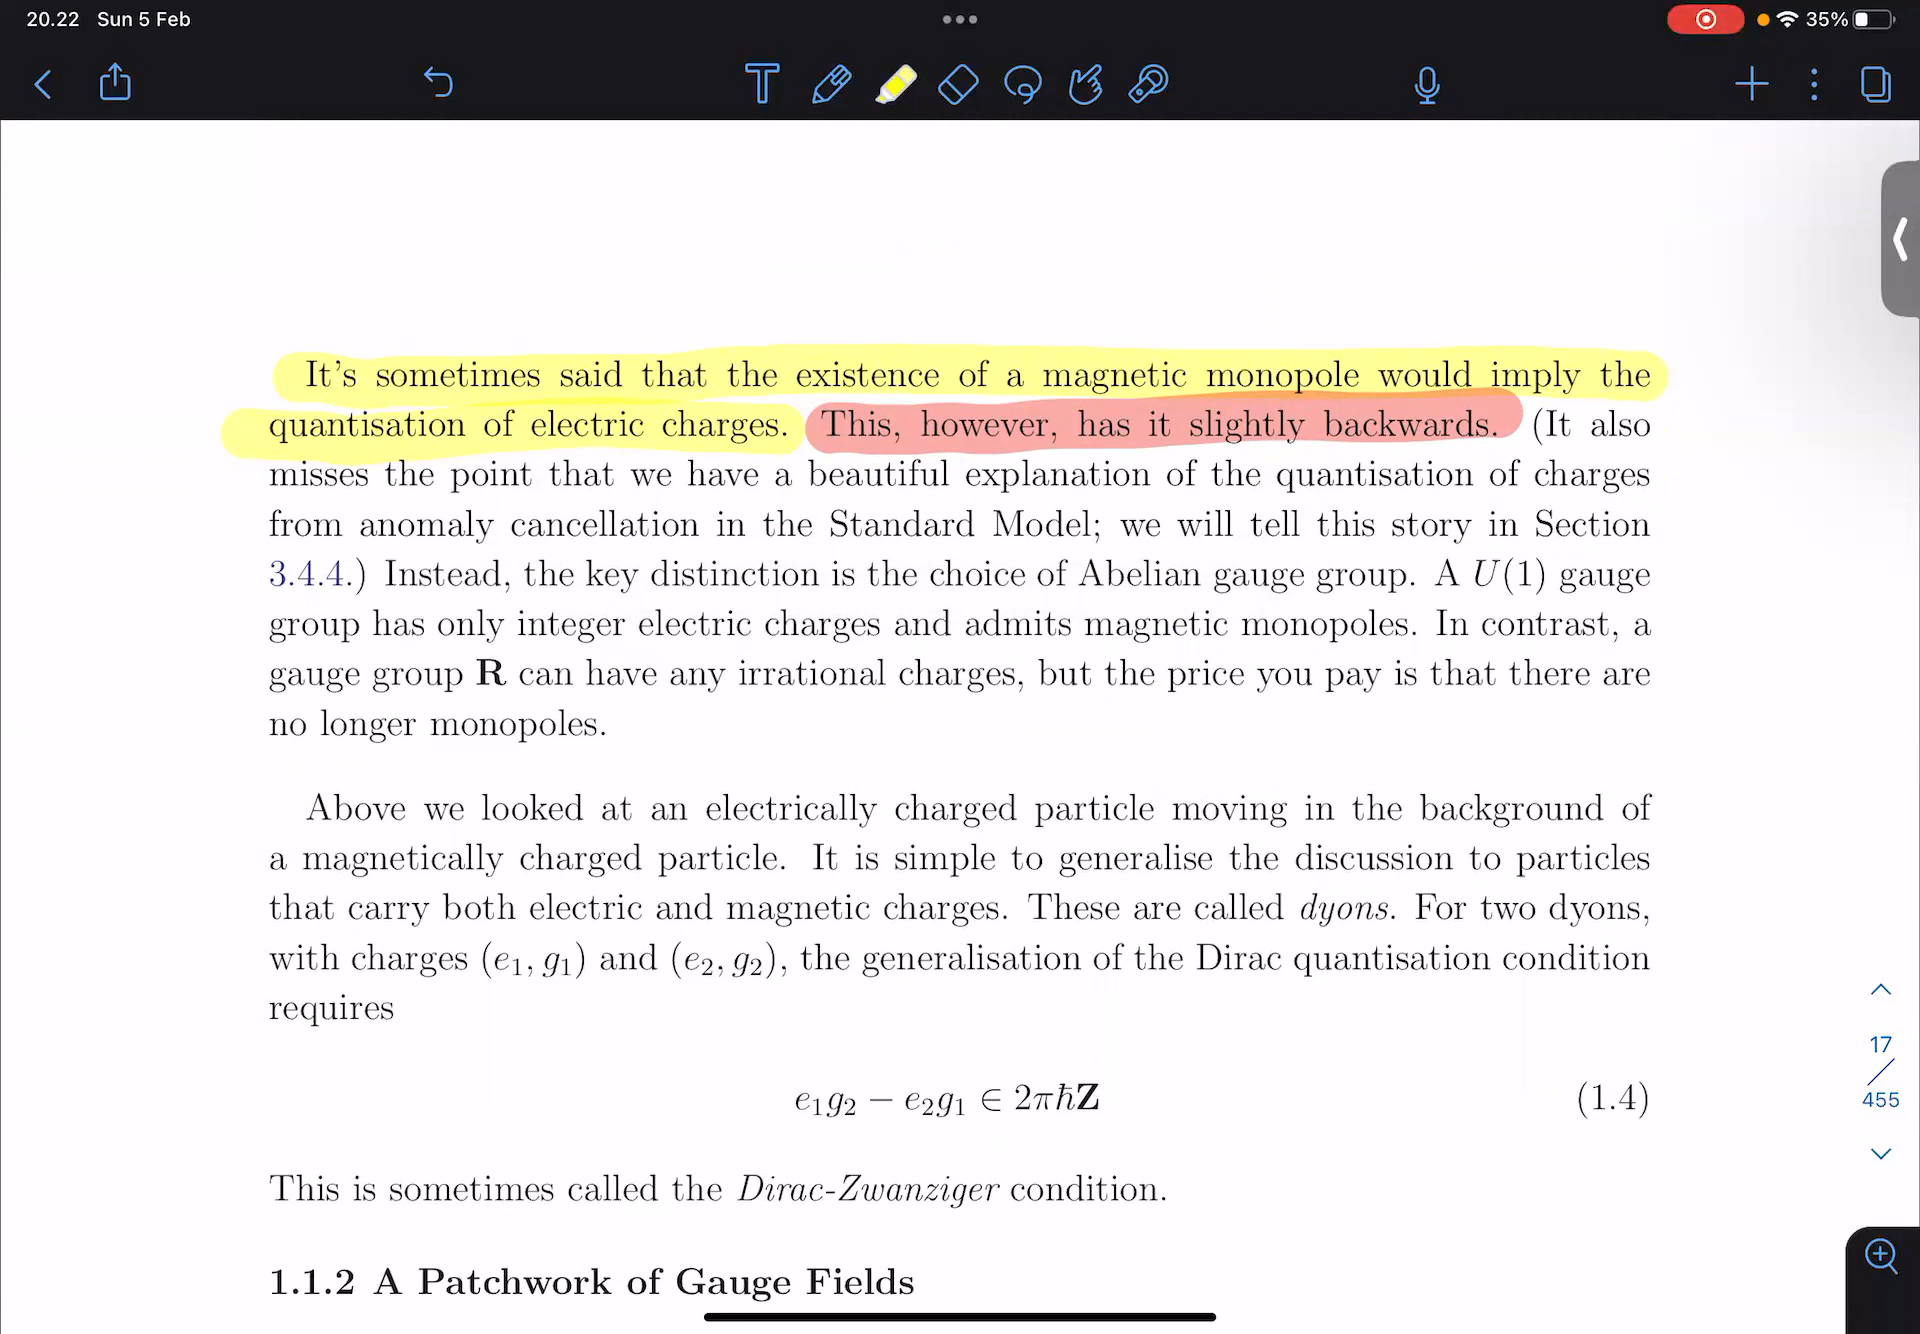 20.22 Sun 5 Feb
35%
It's sometimes said that the existence of a magnetic monopole would imply the
quantisation of electric charges. This, however, has it slightly backwards. (It also
misses the point that we have a beautiful explanation of the quantisation of charges
from anomaly cancellation in the Standard Model; we will tell this story in Section
3.4.4.) Instead, the key distinction is the choice of Abelian gauge group. A U(1) gauge
group has only integer electric charges and admits magnetic monopoles. In contrast, a
gauge group R can have any irrational charges, but the price you pay is that there are
no longer monopoles.
Above we looked at an electrically charged particle moving in the background of
a magnetically charged particle. It is simple to generalise the discussion to particles
that carry both electric and magnetic charges. These are called dyons. For two dyons,
with charges (e₁, g₁) and (e₂, g₂), the generalisation of the Dirac quantisation condition
requires
e₁g₂ − e₂g₁ ∈ 2πħZ (1.4)
This is sometimes called the Dirac-Zwanziger condition.
1.1.2 A Patchwork of Gauge Fields
17
/
455